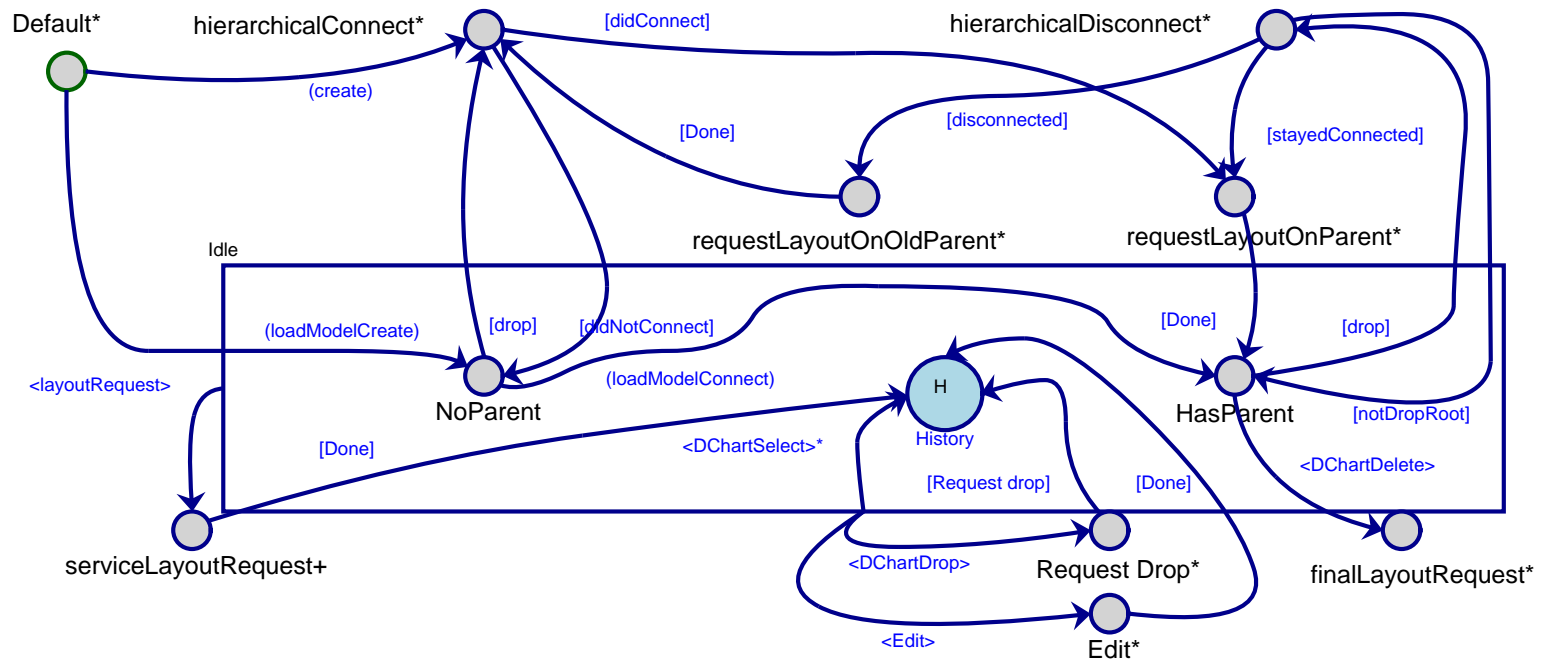 Default*
hierarchicalConnect*
[didConnect]
hierarchicalDisconnect*
(create)
[Done]
[disconnected]
[stayedConnected]
requestLayoutOnOldParent*
requestLayoutOnParent*
Idle
(loadModelCreate)
[drop]
[didNotConnect]
[Done]
[drop]
<layoutRequest>
(loadModelConnect)
H
NoParent
HasParent
[notDropRoot]
History
[Done]
<DChartSelect>*
<DChartDelete>
[Request drop]
[Done]
serviceLayoutRequest+
<DChartDrop>
Request Drop*
finalLayoutRequest*
<Edit>
Edit*